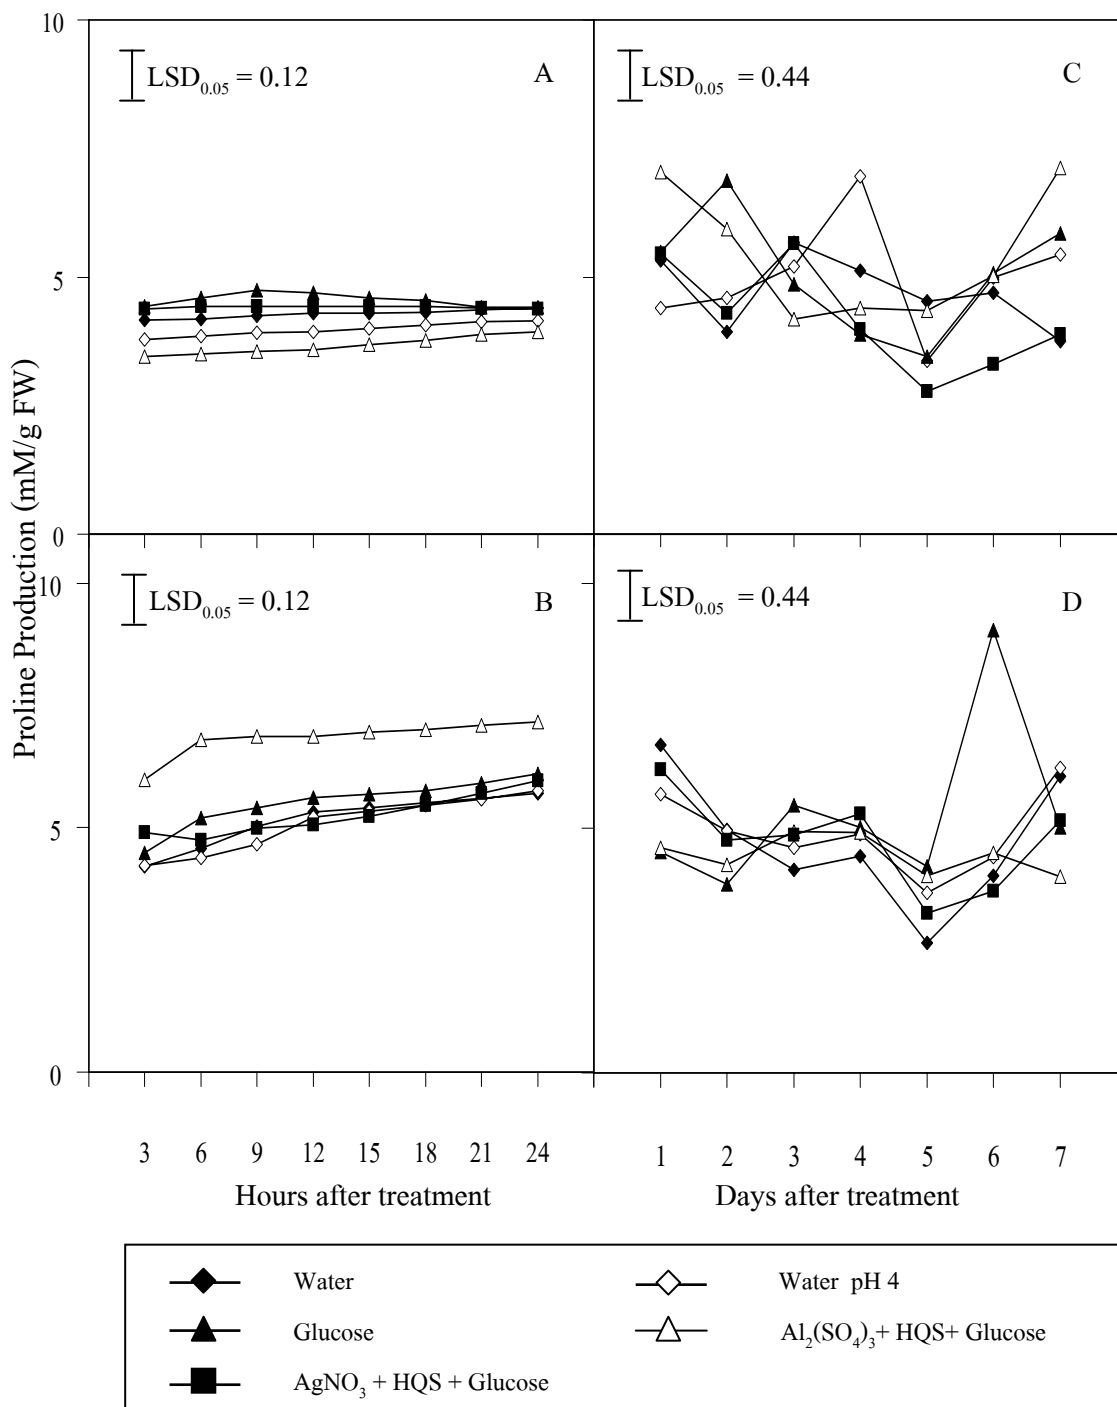 10
LSD0.05 = 0.12
A
LSD0.05 = 0.44
C
5
0
Proline Production (mM/g FW)
10
LSD0.05 = 0.12
B
LSD0.05 = 0.44
D
5
0
3 6 9 12 15 18 21 24
1 2 3 4 5 6 7
Hours after treatment
Days after treatment
Water
Water pH 4
Glucose
Al2(SO4)3+ HQS+ Glucose
AgNO3 + HQS + Glucose